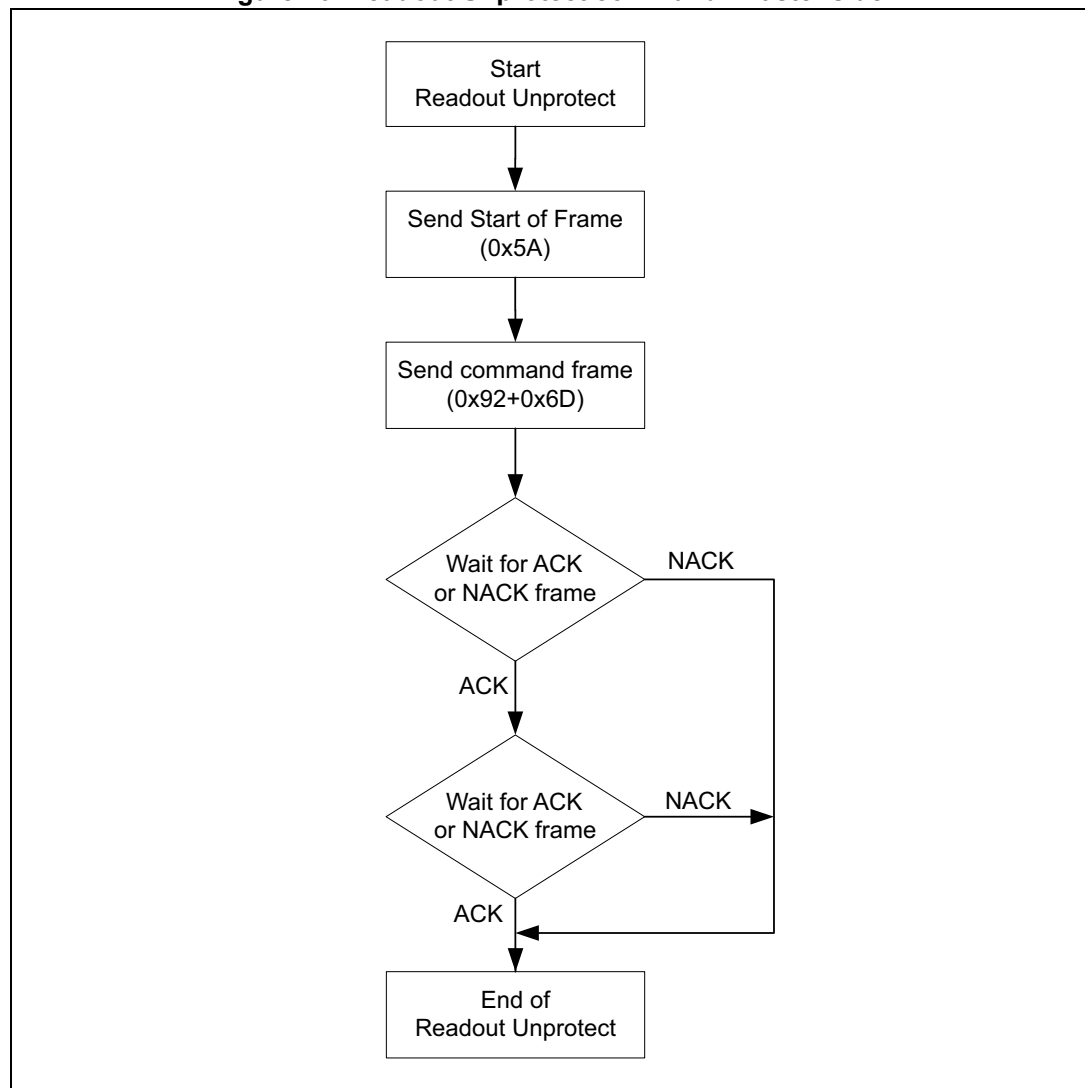 Start
Readout Unprotect
Send Start of Frame
(0x5A)
Send command frame
(0x92+0x6D)
Wait for ACK
or NACK frame
NACK
ACK
Wait for ACK
or NACK frame
NACK
ACK
End of
Readout Unprotect